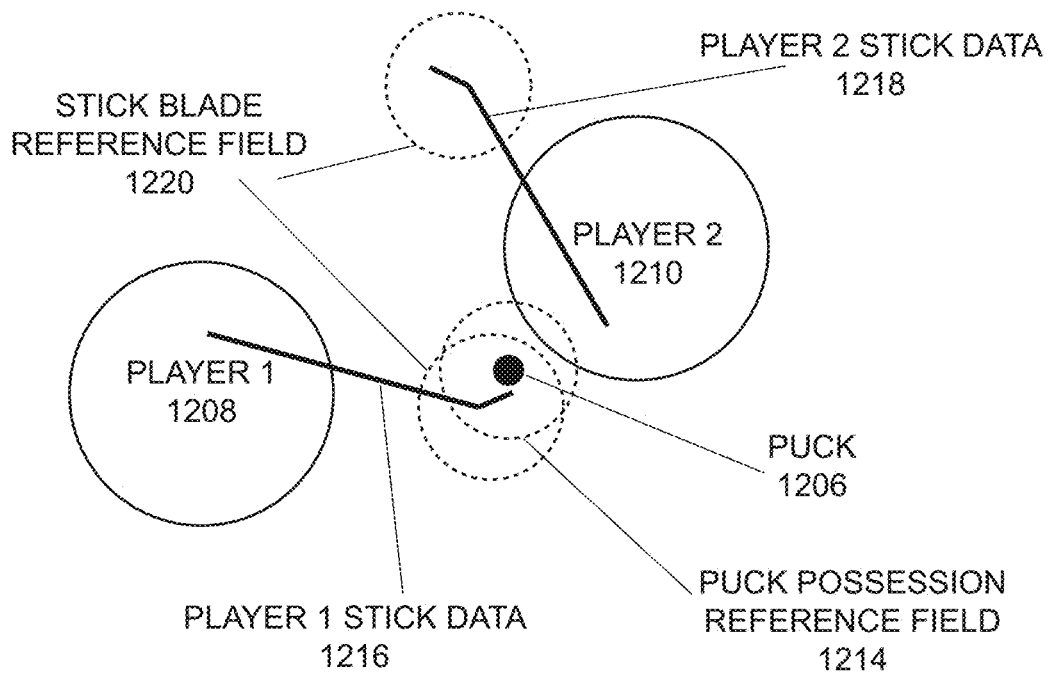 PLAYER 2 STICK DATA
1218
STICK BLADE
REFERENCE FIELD
1220
PLAYER 2
1210
PLAYER 1
1208
PUCK
1206
PUCK POSSESSION
REFERENCE FIELD
1214
PLAYER 1 STICK DATA
1216